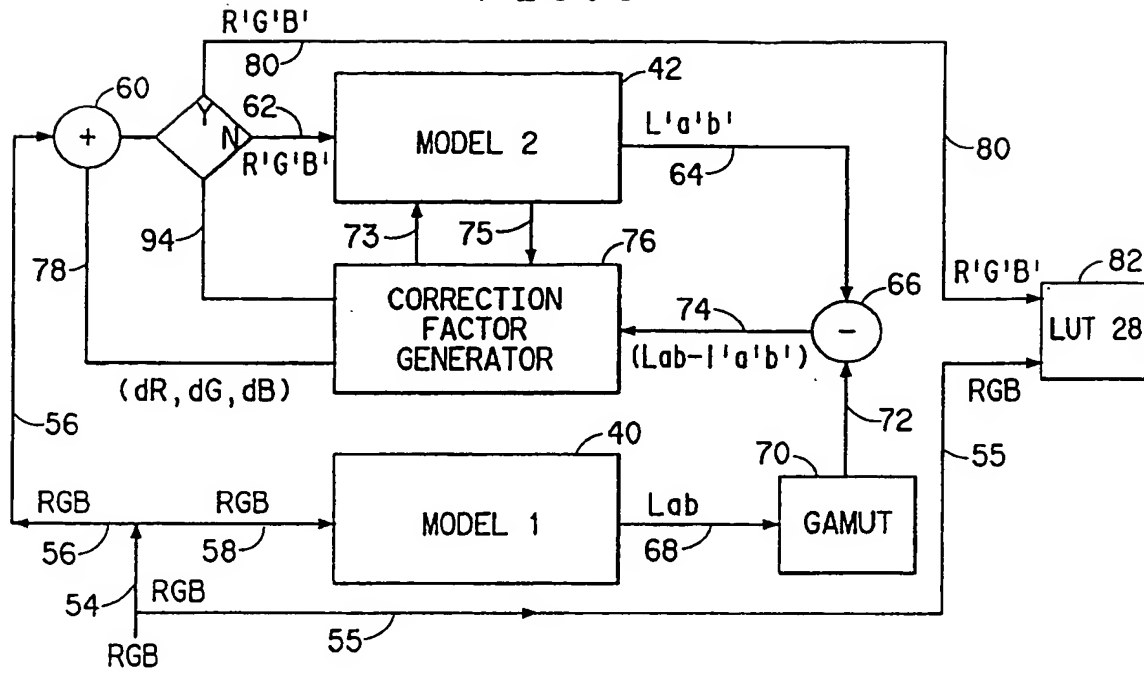 R'G'B'
80
60
Y
N
62
R'G'B'
42
MODEL 2
L'a'b'
64
80
+
94
73
75
76
78
CORRECTION
FACTOR
GENERATOR
74
(Lab-l'a'b')
66
-
R'G'B'
82
LUT 28
RGB
(dR,dG,dB)
72
55
56
40
70
RGB
56
RGB
58
MODEL 1
Lab
68
GAMUT
54
RGB
55
RGB